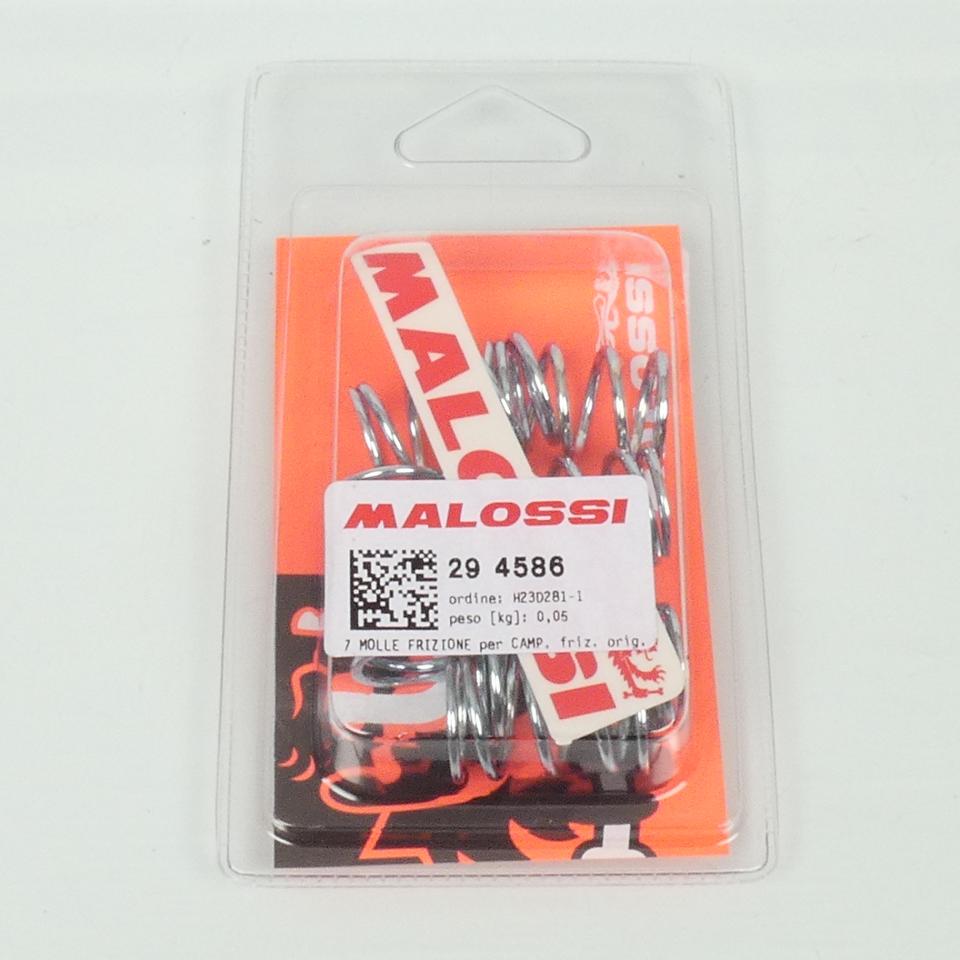 MALOSSI
MALOSSI
29 4586
ordine: H23D281-1
peso [kg]: 0,05
7 MOLLE FRIZIONE per CAMP. friz. orig.